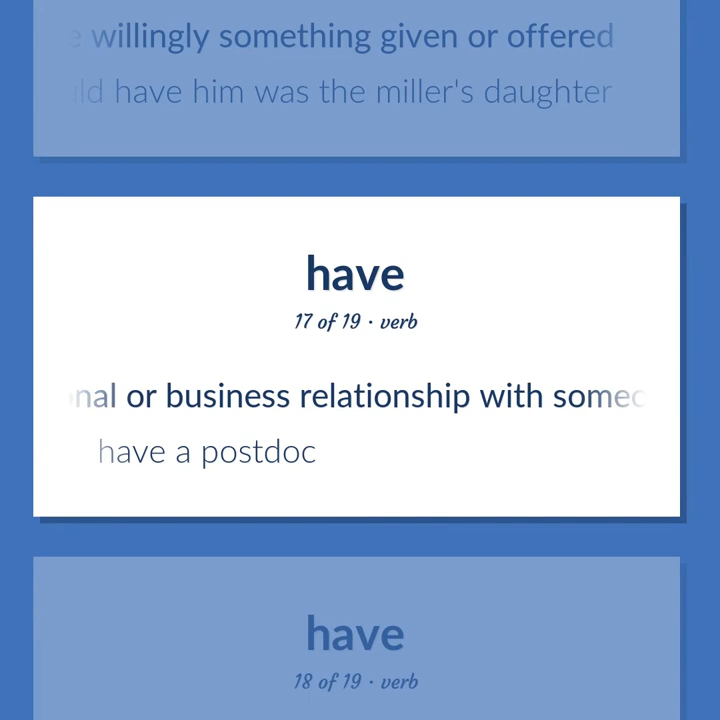 willingly something given or offered
have him was the miller's daughter
have
17 of 19 · verb
or business relationship with
have a postdoc
have
18 of 19 · verb